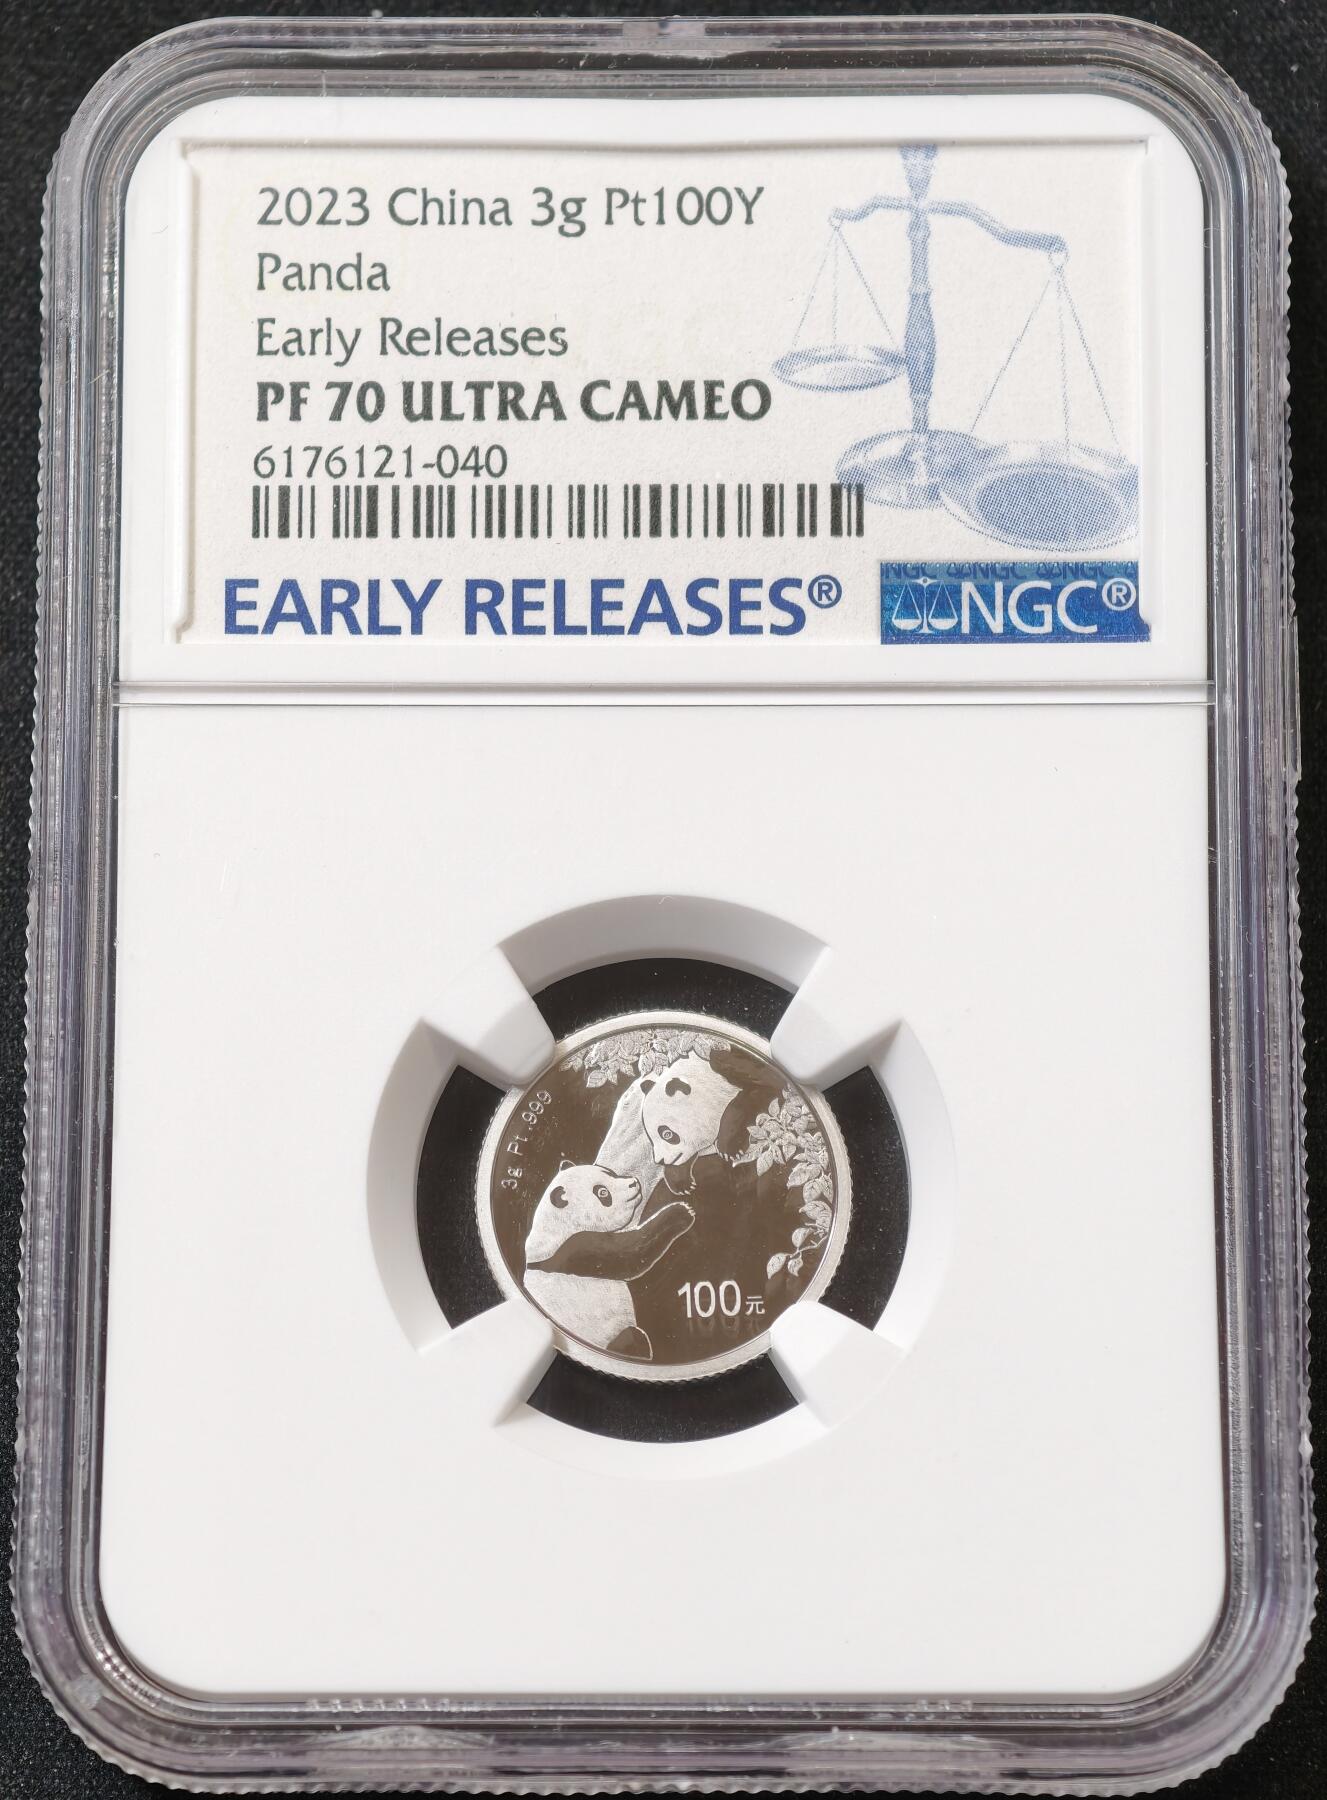 2023 China 3g Pt100Y
Panda
Early Releases
PF 70 ULTRA CAMEO
6176121-040
EARLY RELEASES®
NGC®
3g Pt .999
100元